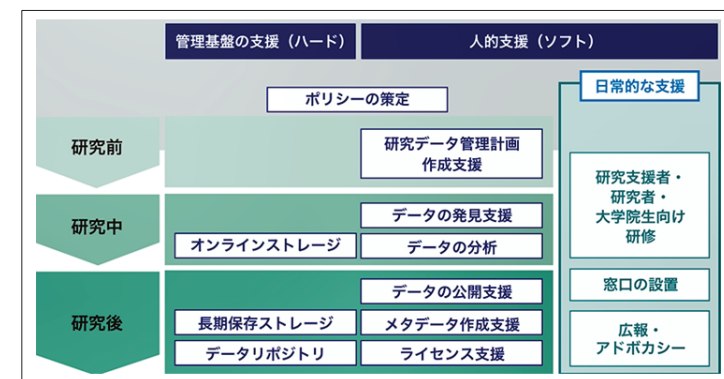 管理基盤の支援（ハード）
人的支援（ソフト）
日常的な支援
ポリシーの策定
研究前
研究データ管理計画
作成支援
研究中
データの発見支援
オンラインストレージ
データの分析
研究後
データの公開支援
長期保存ストレージ
メタデータ作成支援
データリポジトリ
ライセンス支援
研究支援者・
研究者・
大学院生向け
研修
窓口の設置
広報・
アドボカシー